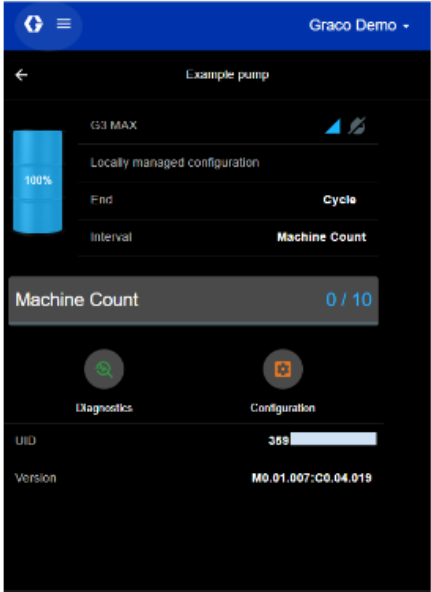 Graco Demo
Example pump
G3 MAX
Locally managed configuration
100%
End Cycle
Interval Machine Count
Machine Count 0 / 10
Diagnostics Configuration
UID 359
Version M0.01.007:C0.04.019